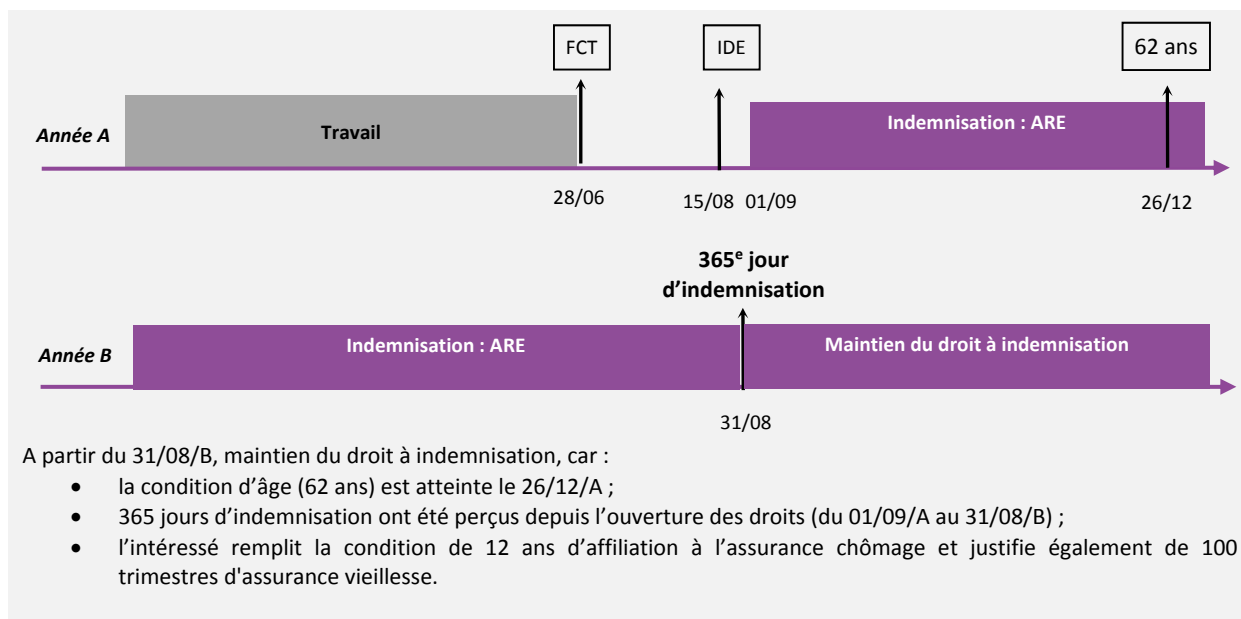 FCT IDE 62 ans
Année A Travail Indemnisation : ARE
28/06 15/08 01/09 26/12
365e jour
d’indemnisation
Année B Indemnisation : ARE Maintien du droit à indemnisation
31/08
A partir du 31/08/B, maintien du droit à indemnisation, car :
• la condition d’âge (62 ans) est atteinte le 26/12/A ;
• 365 jours d’indemnisation ont été perçus depuis l’ouverture des droits (du 01/09/A au 31/08/B) ;
• l’intéressé remplit la condition de 12 ans d’affiliation à l’assurance chômage et justifie également de 100
trimestres d'assurance vieillesse.